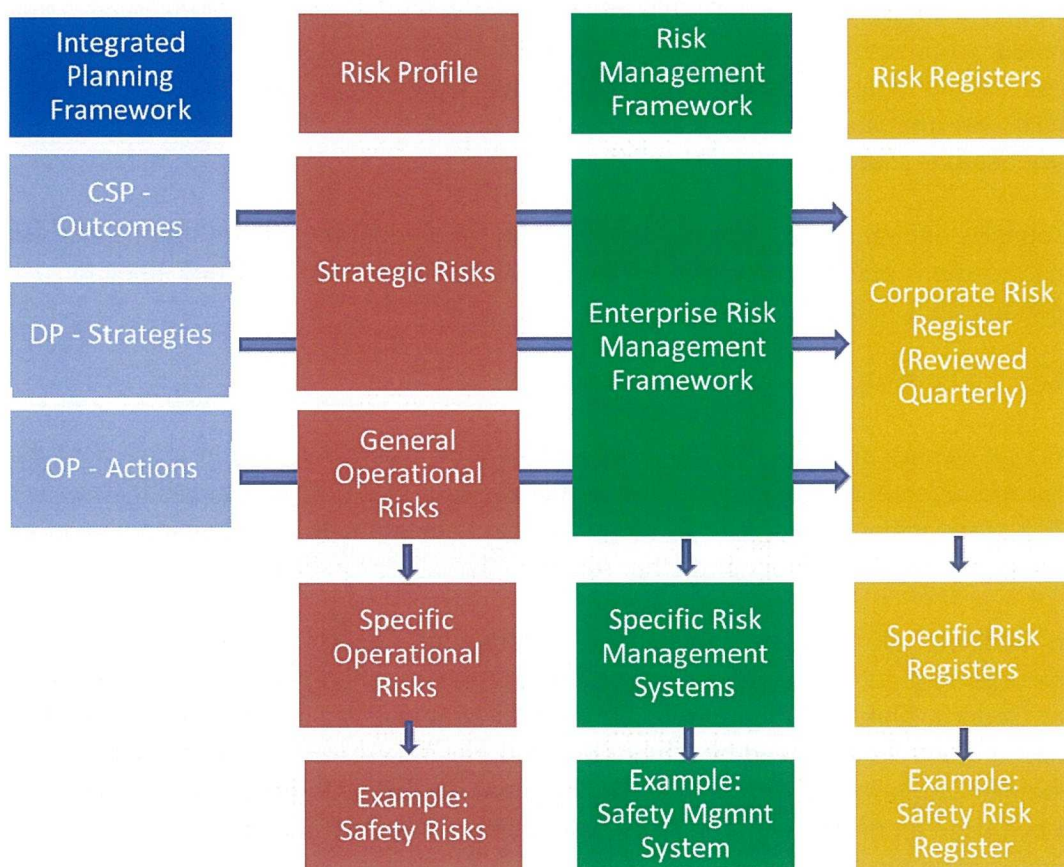 Integrated
Planning
Framework
Risk Profile
Risk
Management
Framework
Risk Registers
CSP -
Outcomes
DP - Strategies
OP - Actions
Strategic Risks
General
Operational
Risks
Enterprise Risk
Management
Framework
Corporate Risk
Register
(Reviewed
Quarterly)
Specific
Operational
Risks
Specific Risk
Management
Systems
Specific Risk
Registers
Example:
Safety Risks
Example:
Safety Mgmnt
System
Example:
Safety Risk
Register